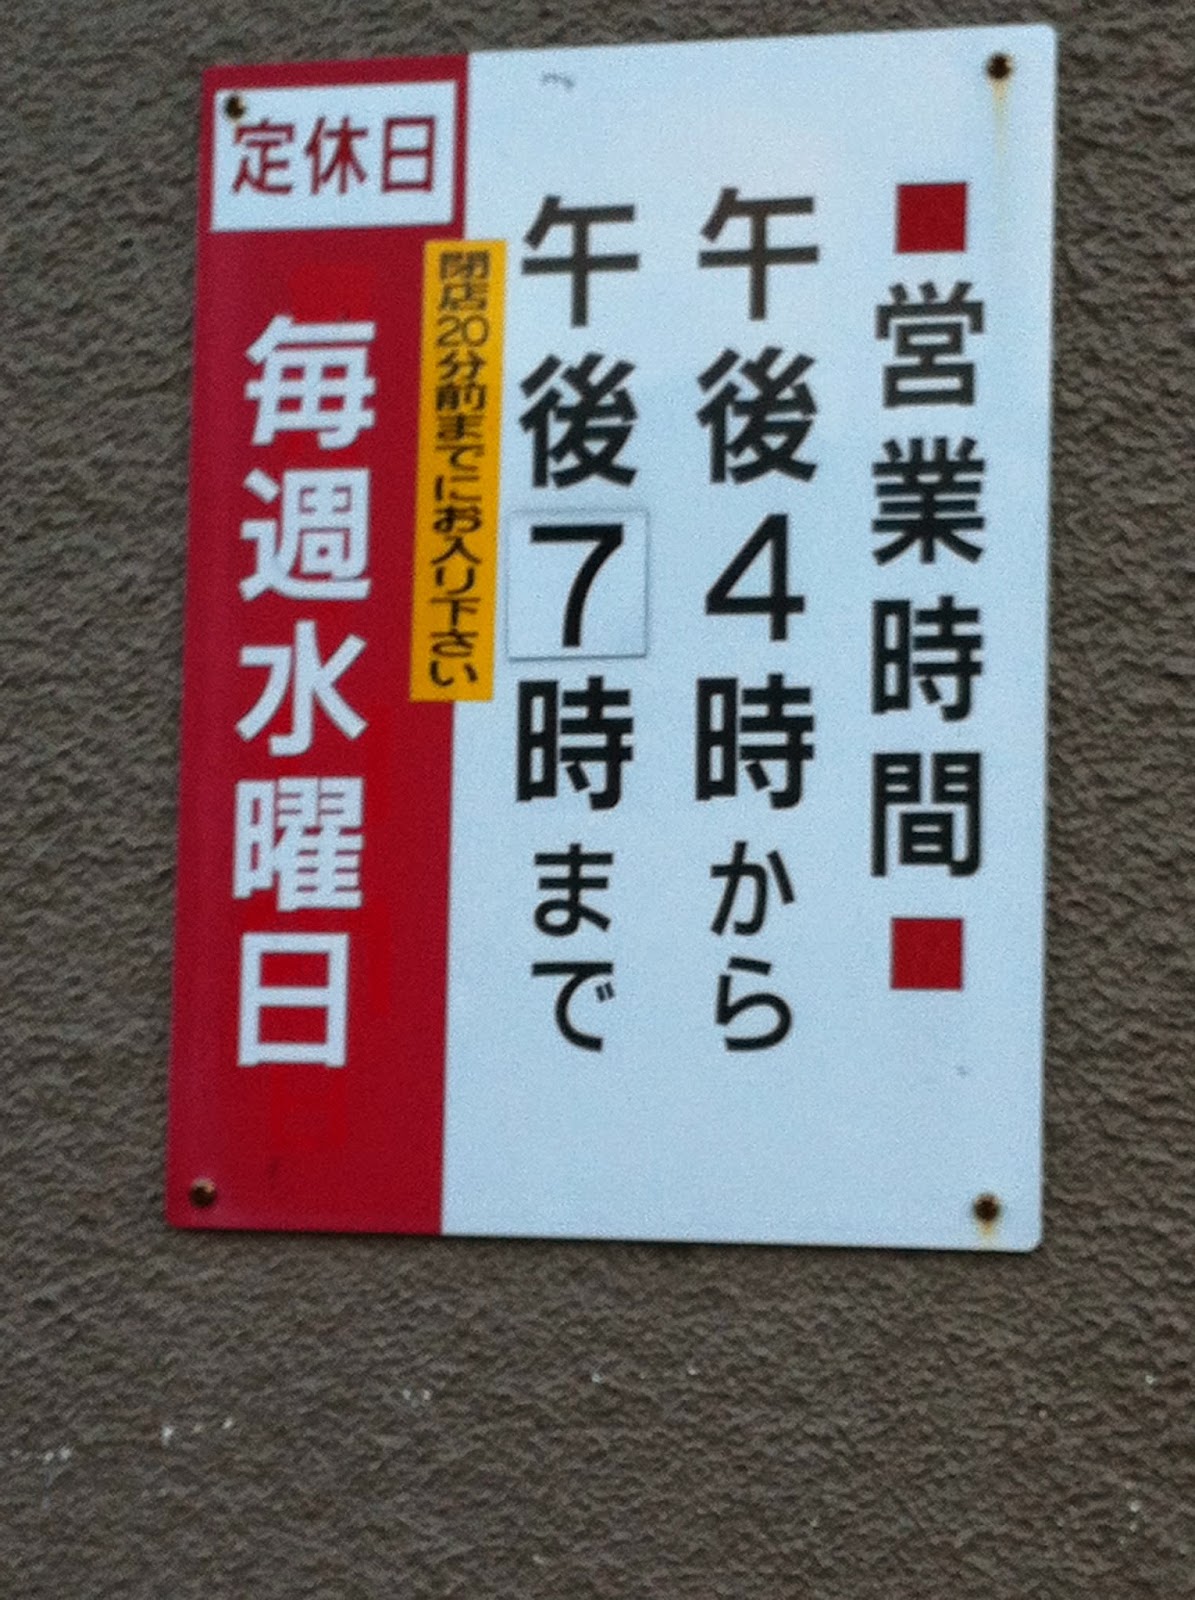 ■営業時間■
午後4時から
午後7時まで
閉店20分前までにお入り下さい
定休日
毎週水曜日